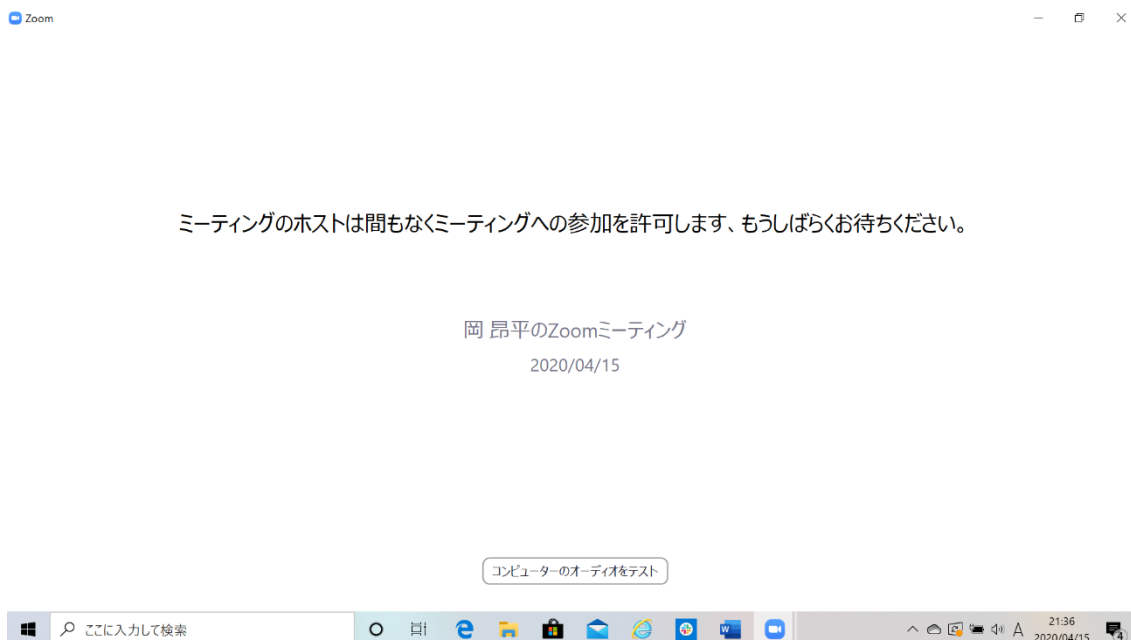 Zoom
ミーティングのホストは間もなくミーティングへの参加を許可します、もうしばらくお待ちください。
岡 昂平のZoomミーティング
2020/04/15
コンピューターのオーディオをテスト
ここに入力して検索
A
21:36
2020/04/15
4